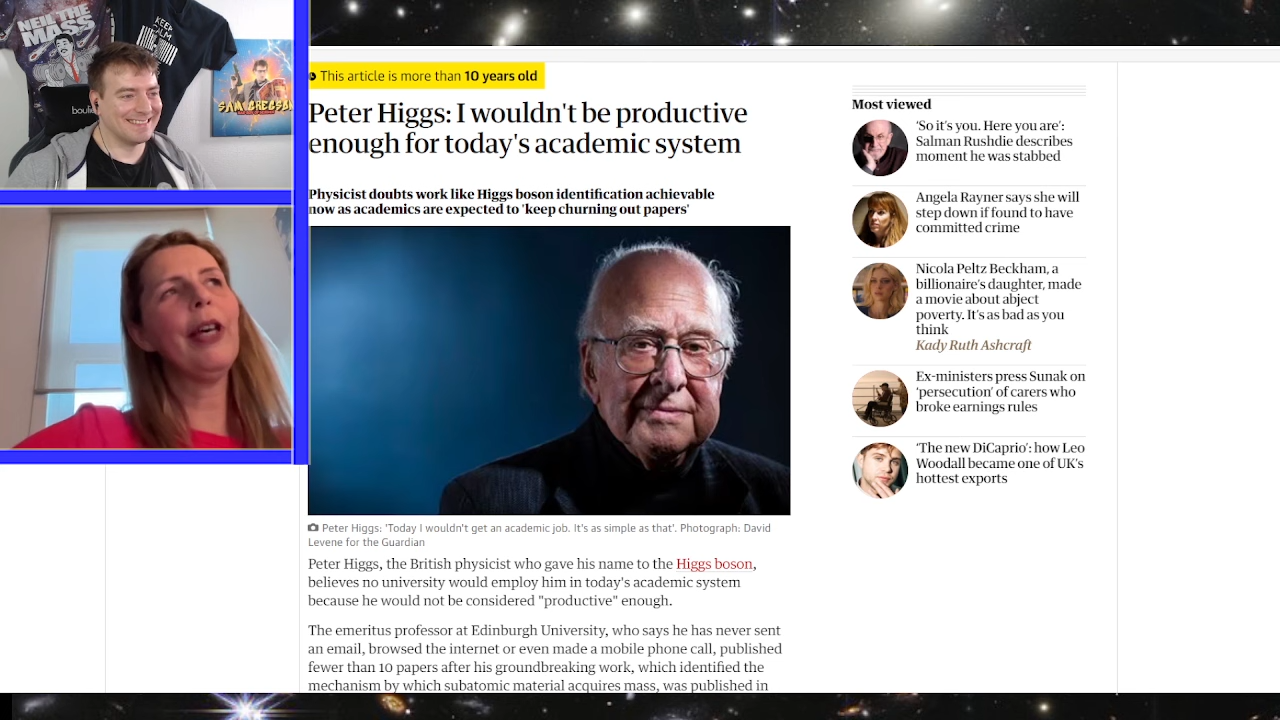 NEIL THE
MASS
KEEP
CALM
SAM GREGSON
This article is more than 10 years old
Peter Higgs: I wouldn't be productive
enough for today's academic system
Physicist doubts work like Higgs boson identification achievable
now as academics are expected to 'keep churning out papers'
Peter Higgs: 'Today I wouldn't get an academic job. It's as simple as that'. Photograph: David
Levene for the Guardian
Peter Higgs, the British physicist who gave his name to the Higgs boson,
believes no university would employ him in today's academic system
because he would not be considered "productive" enough.
The emeritus professor at Edinburgh University, who says he has never sent
an email, browsed the internet or even made a mobile phone call, published
fewer than 10 papers after his groundbreaking work, which identified the
mechanism by which subatomic material acquires mass, was published in
Most viewed
‘So it’s you. Here you are’:
Salman Rushdie describes
moment he was stabbed
Angela Rayner says she will
step down if found to have
committed crime
Nicola Peltz Beckham, a
billionaire’s daughter, made
a movie about abject
poverty. It’s as bad as you
think
Kady Ruth Ashcraft
Ex-ministers press Sunak on
‘persecution’ of carers who
broke earnings rules
‘The new DiCaprio’: how Leo
Woodall became one of UK’s
hottest exports